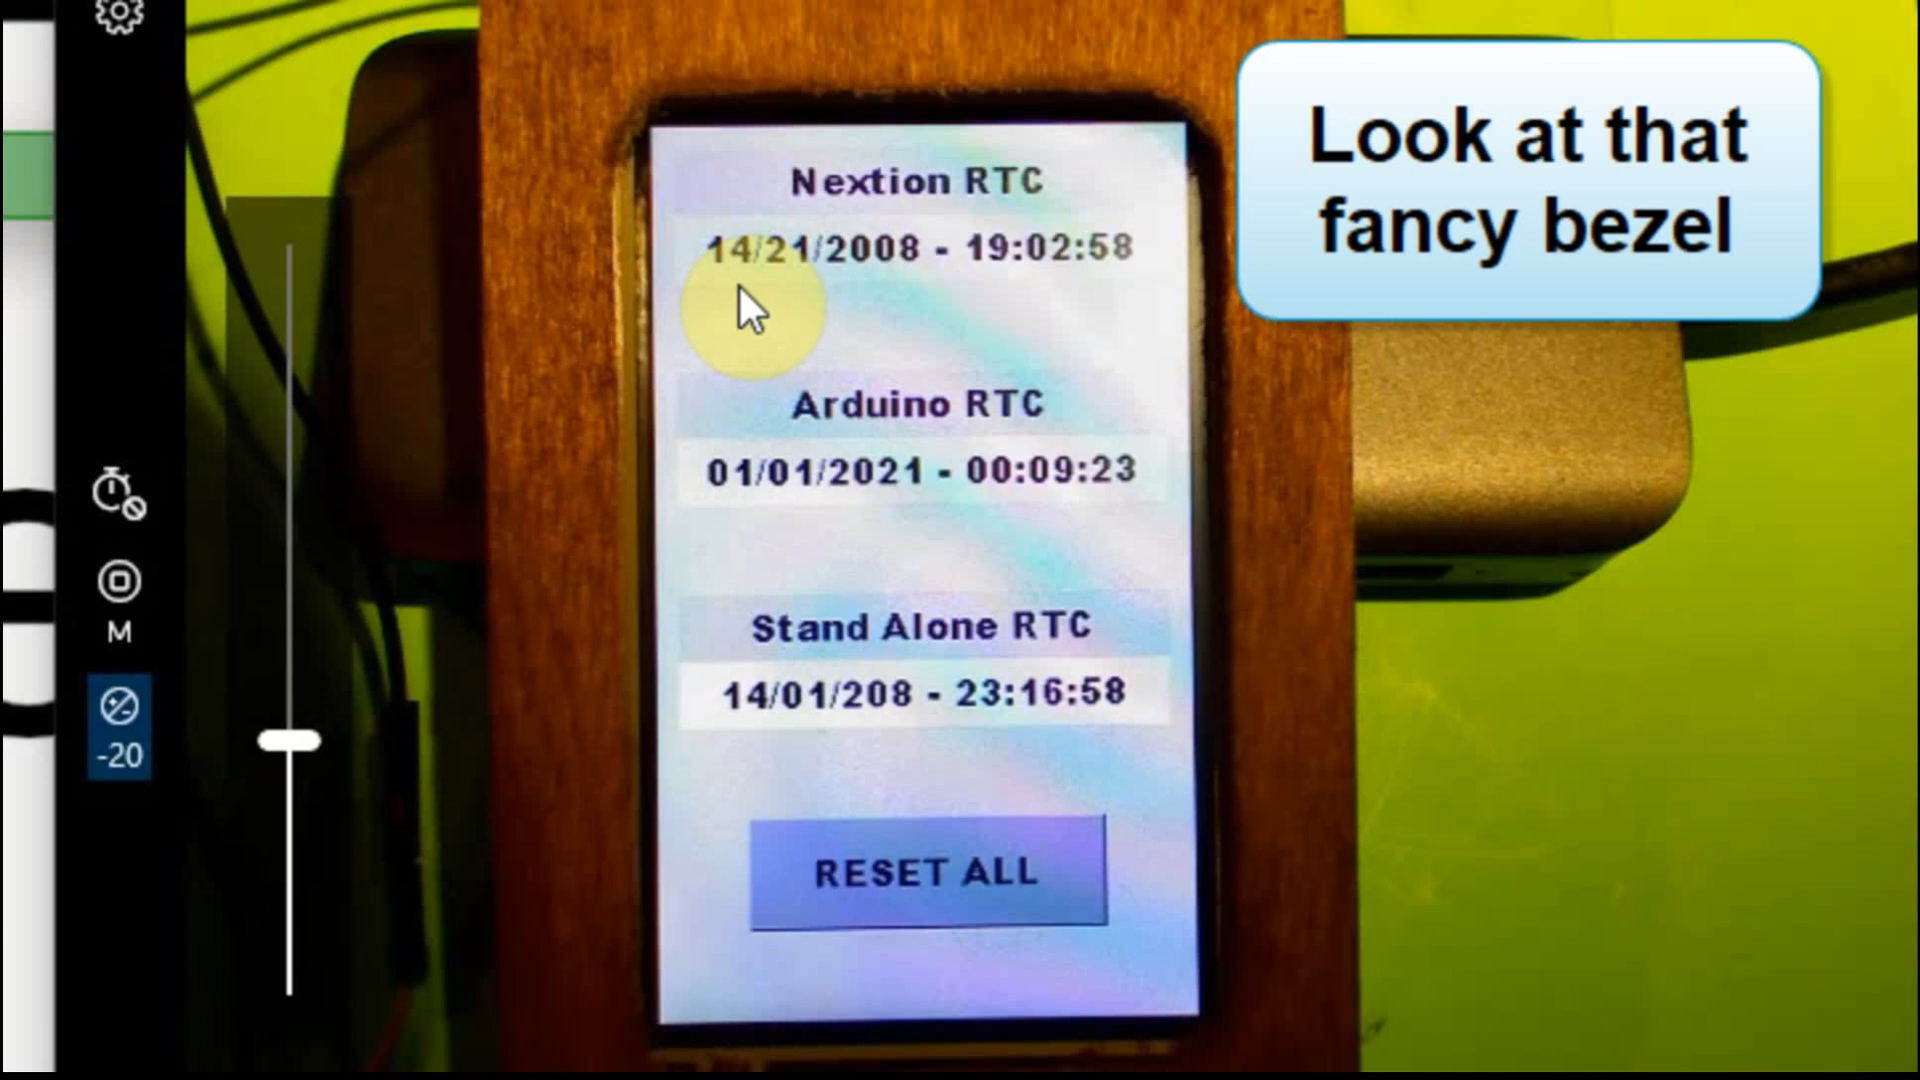 Look at that
fancy bezel
Nextion RTC
14/21/2008 - 19:02:58
Arduino RTC
01/01/2021 - 00:09:23
Stand Alone RTC
14/01/208 - 23:16:58
RESET ALL
M
-20